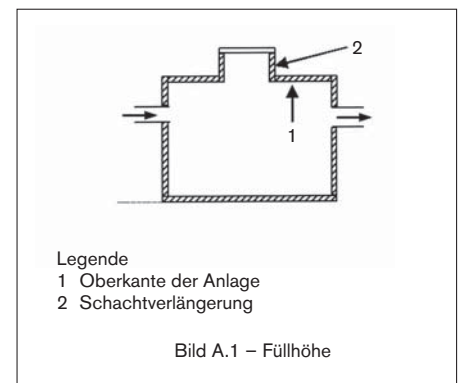 2
1
Legende
1 Oberkante der Anlage
2 Schachtverlängerung
Bild A.1 – Füllhöhe